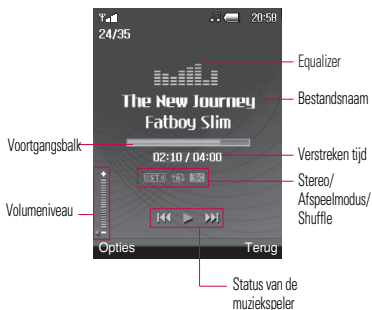 20:58
24/35
Equalizer
The New Journey
Bestandsnaam
Fatboy Slim
Voortgangsbalk
02:10 / 04:00
Verstreken tijd
Stereo/
Afspeelmodus/
Shuffle
Volumeniveau
Opties
Terug
Status van de
muziekspeler